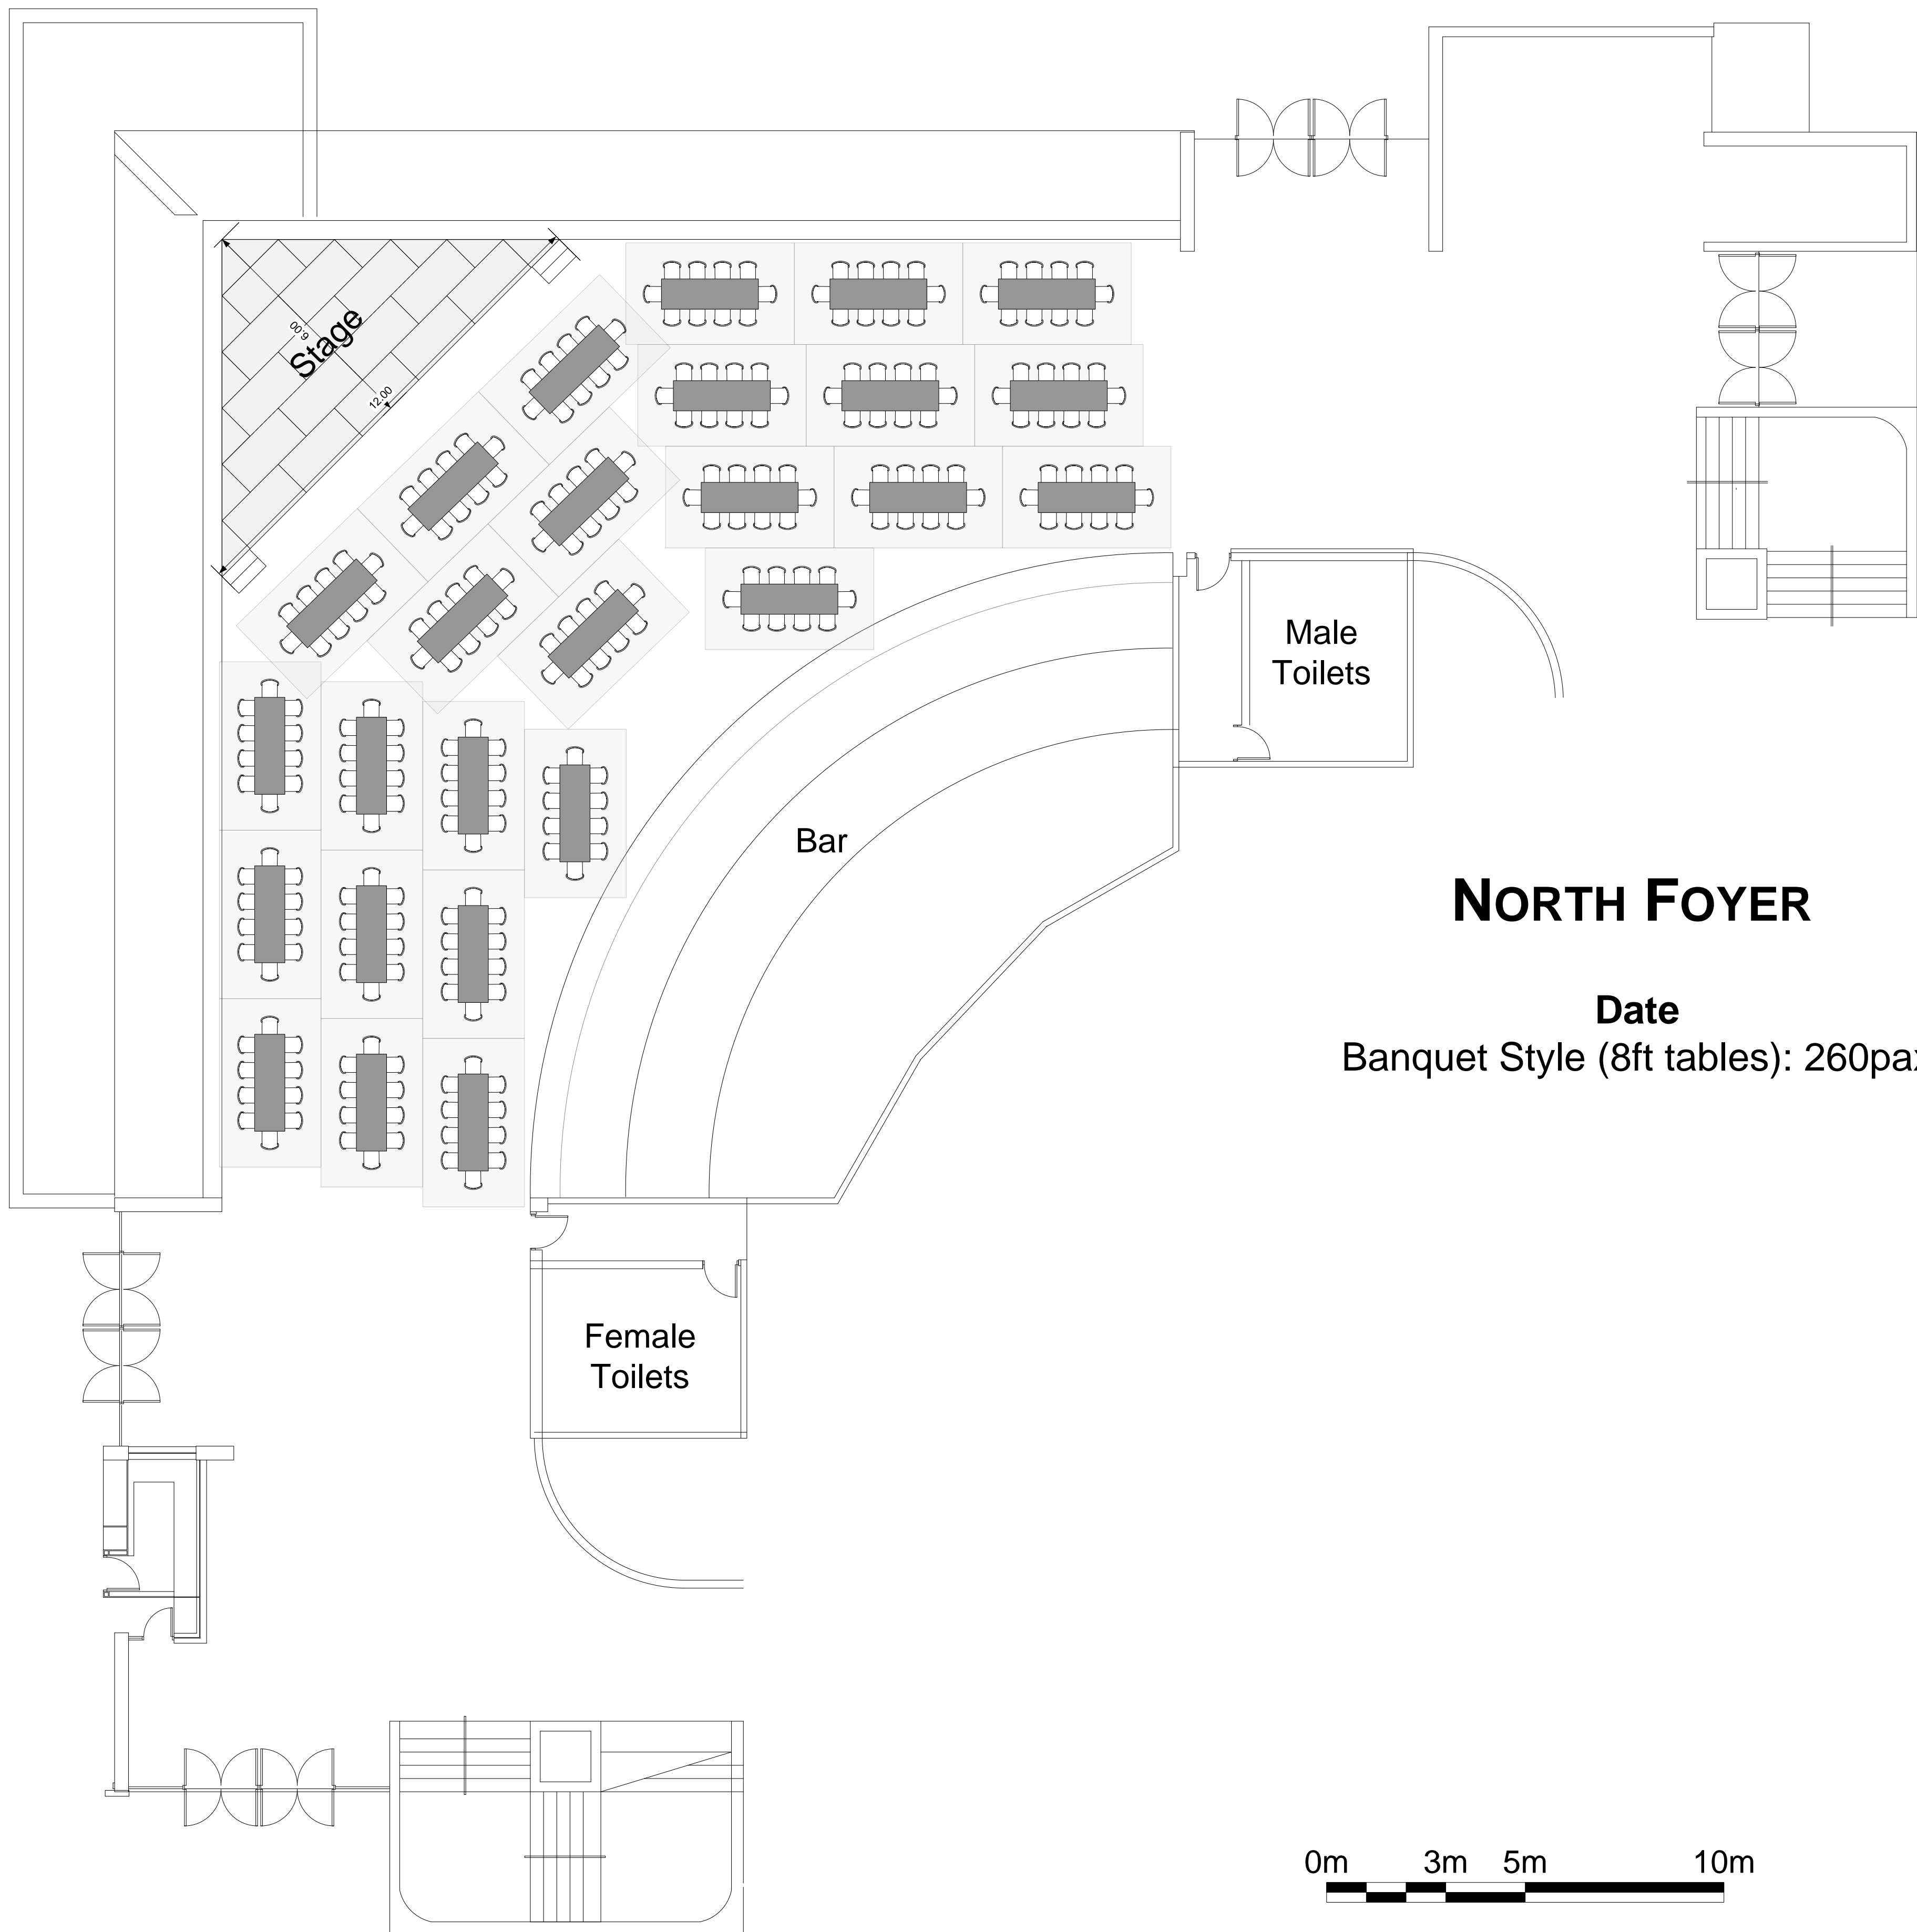 6.00
Stage
12.00
Male
Toilets
Bar
NORTH FOYER
Date
Banquet Style (8ft tables): 260pax
Female
Toilets
0m 3m 5m 10m